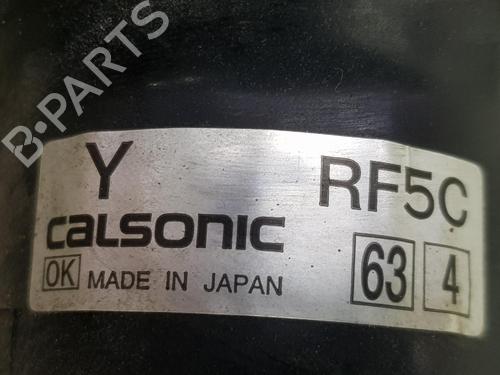 B-PARTS
Y RF5C
calsonic
OK MADE IN JAPAN 63 4